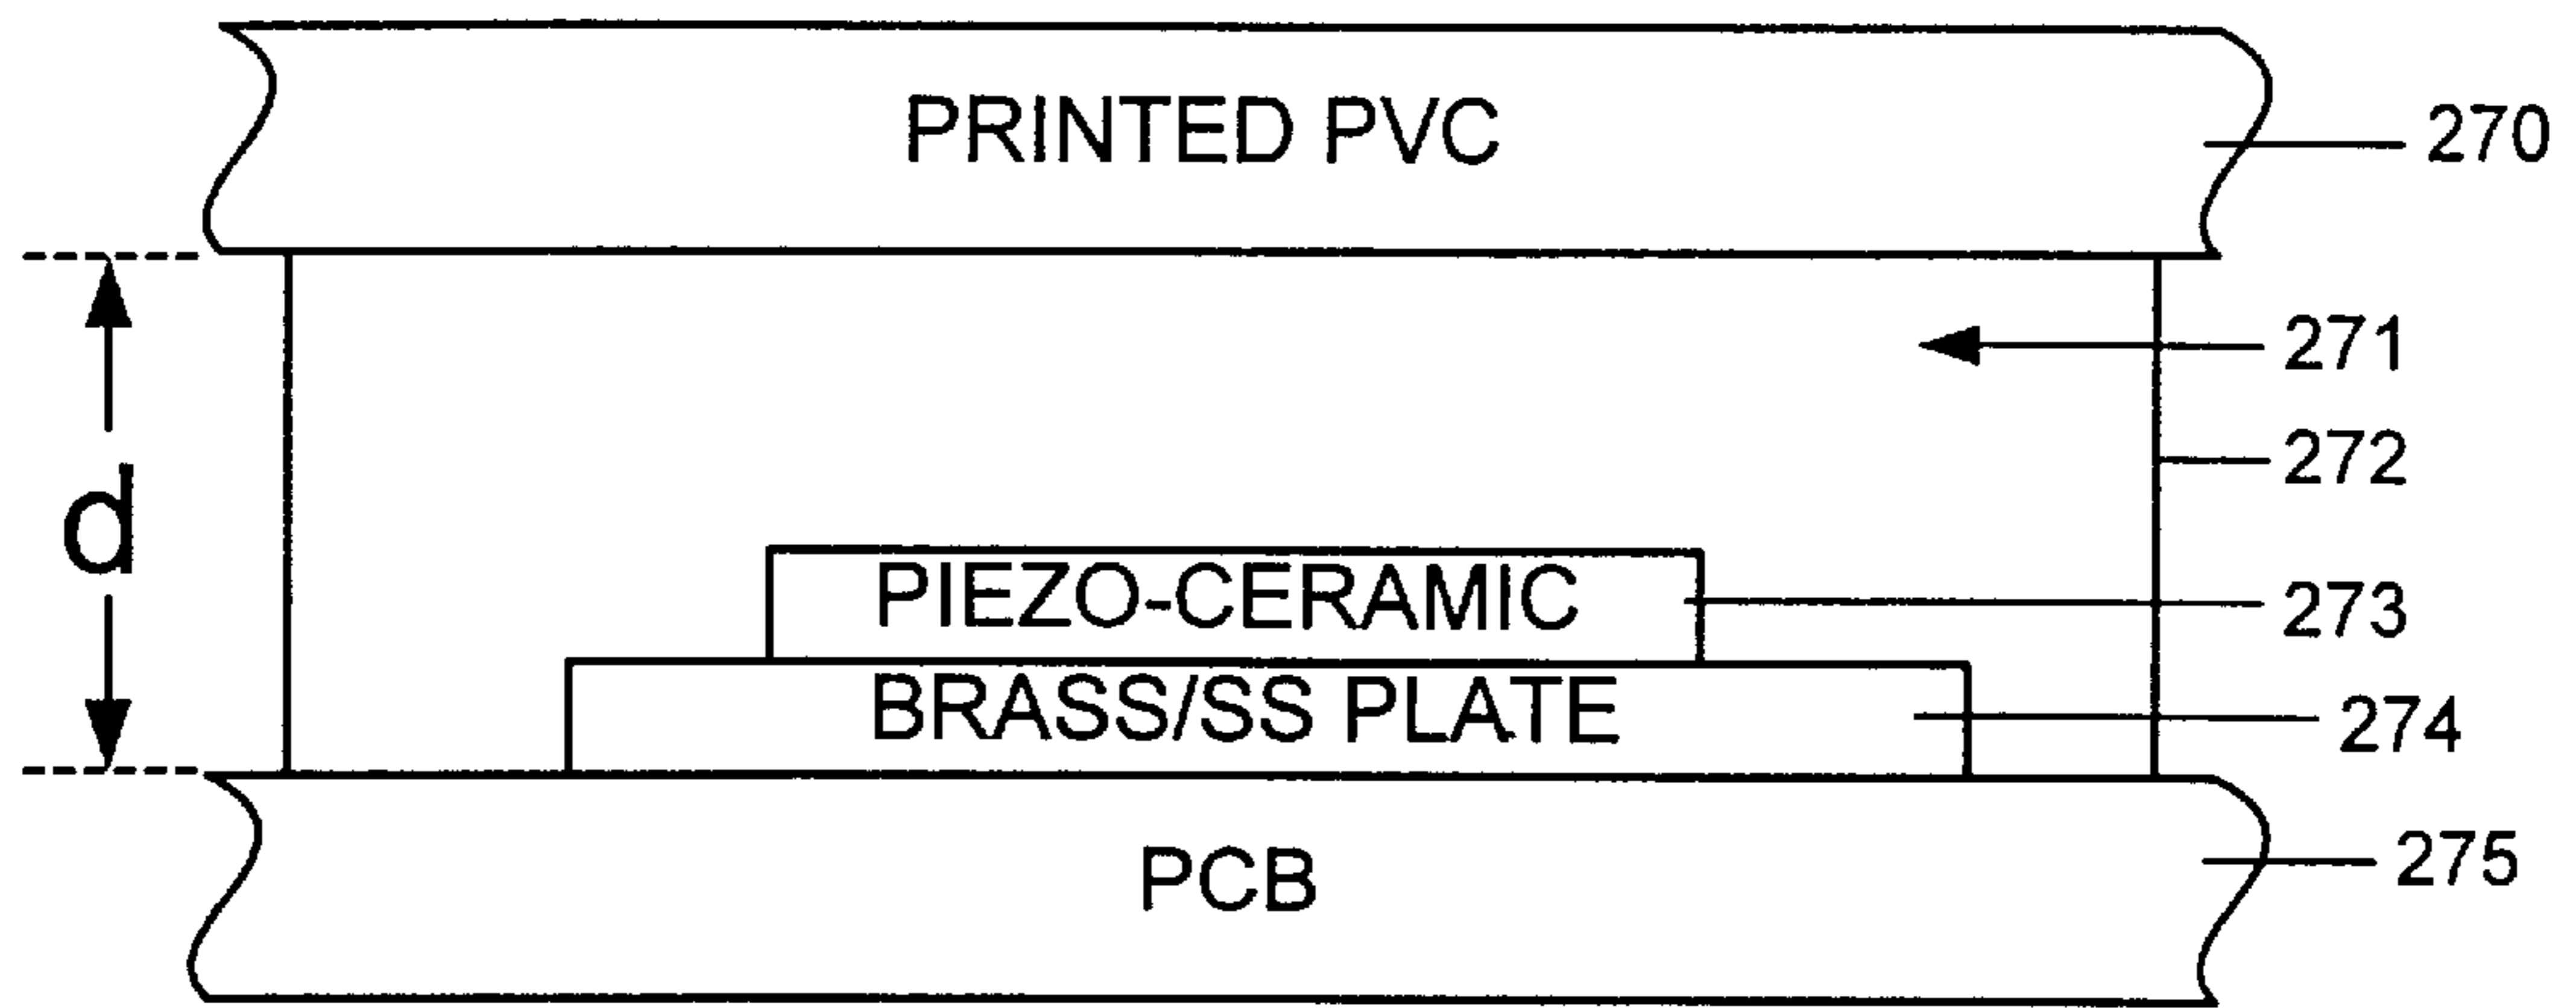 PRINTED PVC
270
271
272
d
PIEZO-CERAMIC
273
BRASS/SS PLATE
274
PCB
275